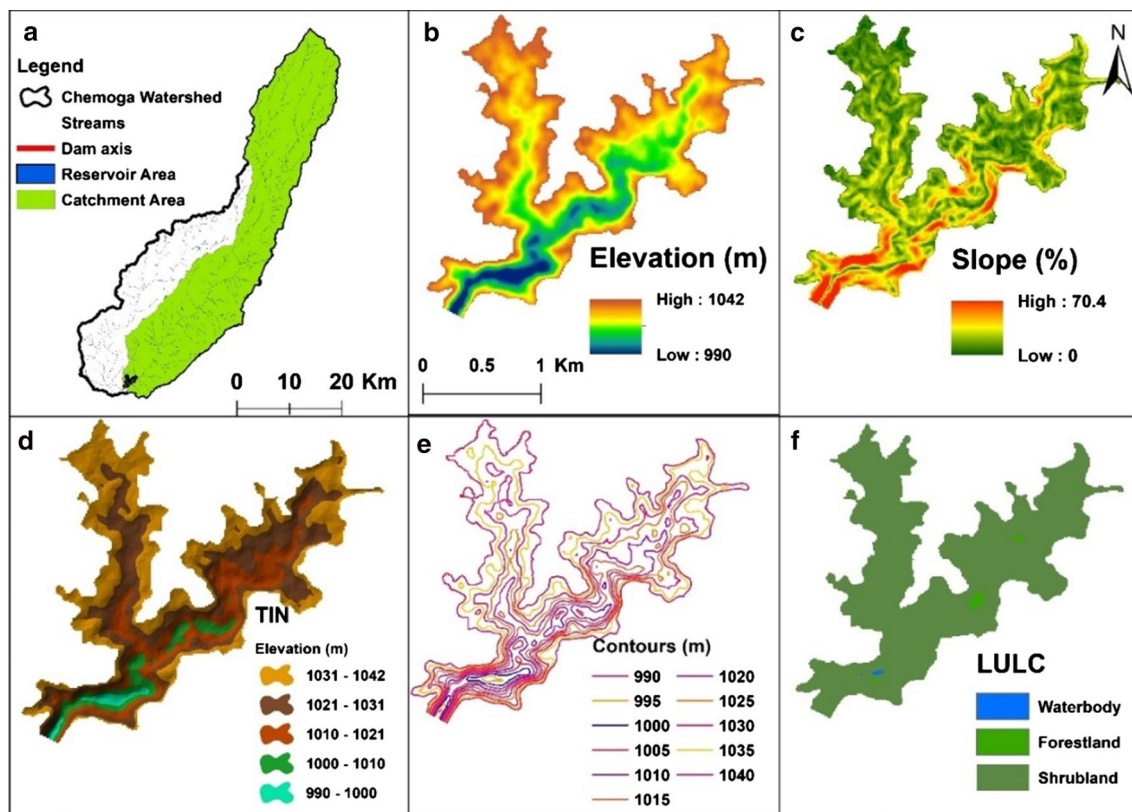 a
Legend
Chemoga Watershed
Streams
Dam axis
Reservoir Area
Catchment Area
0 10 20 Km
b
Elevation (m)
High : 1042
Low : 990
0 0.5 1 Km
c
N
Slope (%)
High : 70.4
Low : 0
d
TIN
Elevation (m)
1031 - 1042
1021 - 1031
1010 - 1021
1000 - 1010
990 - 1000
e
Contours (m)
990 1020
995 1025
1000 1030
1005 1035
1010 1040
1015
f
LULC
Waterbody
Forestland
Shrubland